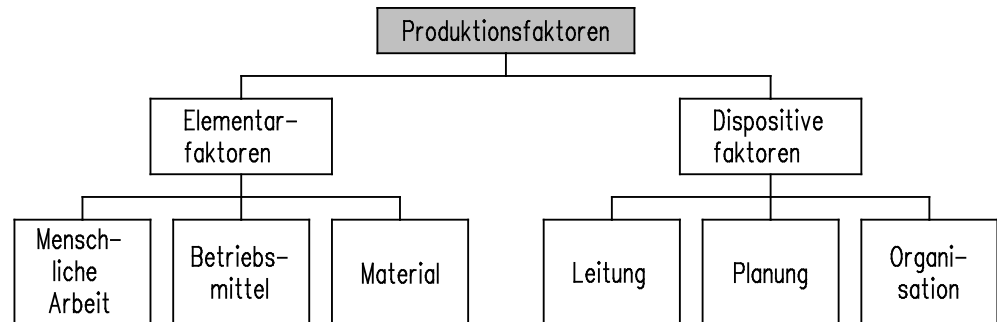 Produktionsfaktoren
Elementar-
faktoren
Dispositive
faktoren
Mensch-
liche
Arbeit
Betriebs-
mittel
Material
Leitung
Planung
Organi-
sation